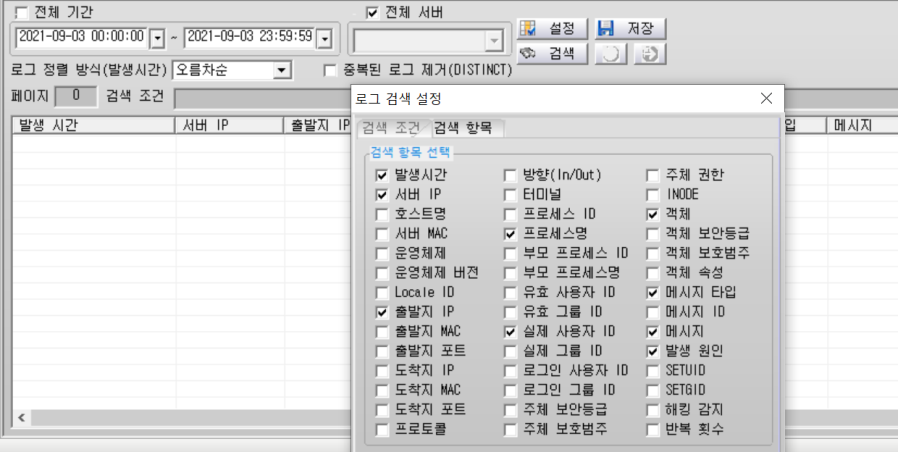 전체 기간
전체 서버
2021-09-03 00:00:00 ~ 2021-09-03 23:59:59
설정
저장
검색
로그 정렬 방식(발생시간) 오름차순
중복된 로그 제거(DISTINCT)
페이지 0 검색 조건
발생 시간
서버 IP
출발지 IP
입
메시지
로그 검색 설정
검색 조건
검색 항목
검색 항목 선택
발생시간
서버 IP
호스트명
서버 MAC
운영체제
운영체제 버전
Locale ID
출발지 IP
출발지 MAC
출발지 포트
도착지 IP
도착지 MAC
도착지 포트
프로토콜
방향(In/Out)
터미널
프로세스 ID
프로세스명
부모 프로세스 ID
부모 프로세스명
유효 사용자 ID
유효 그룹 ID
실제 사용자 ID
실제 그룹 ID
로그인 사용자 ID
로그인 그룹 ID
주체 보안등급
주체 보호범주
주체 권한
INODE
객체
객체 보안등급
객체 보호범주
객체 속성
메시지 타입
메시지 ID
메시지
발생 원인
SETUID
SETGID
해킹 감지
반복 횟수